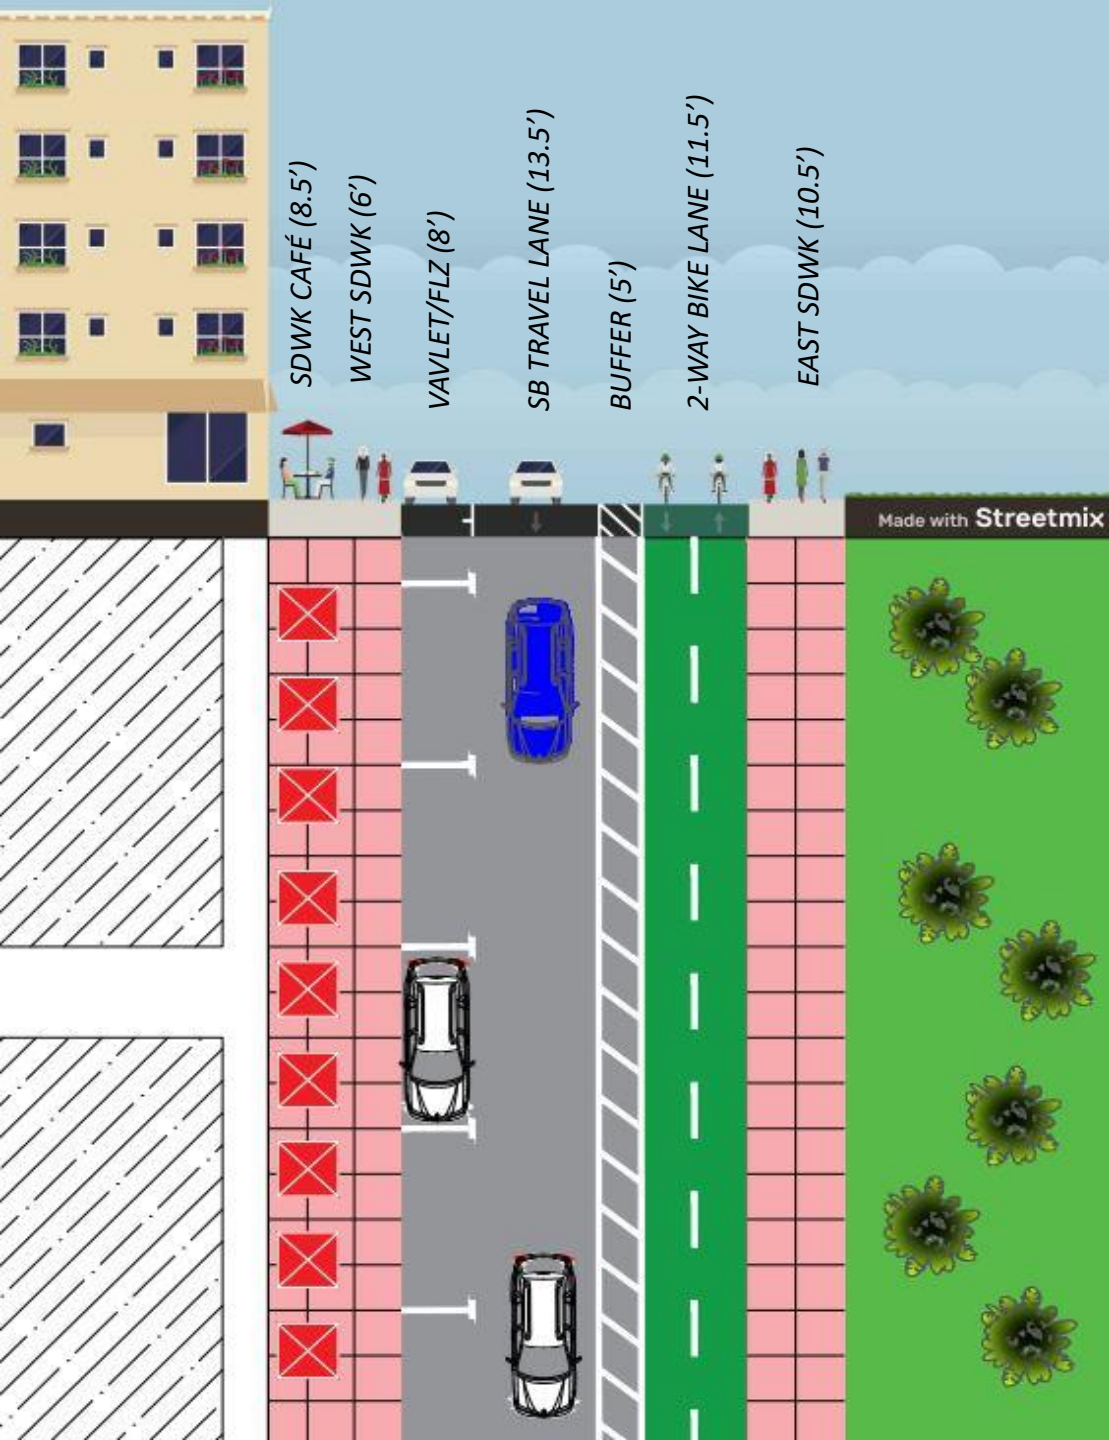 SDWK CAFÉ (8.5’)
WEST SDWK (6’)
VAVLET/FLZ (8’)
SB TRAVEL LANE (13.5’)
BUFFER (5’)
2-WAY BIKE LANE (11.5’)
EAST SDWK (10.5’)
Made with Streetmix